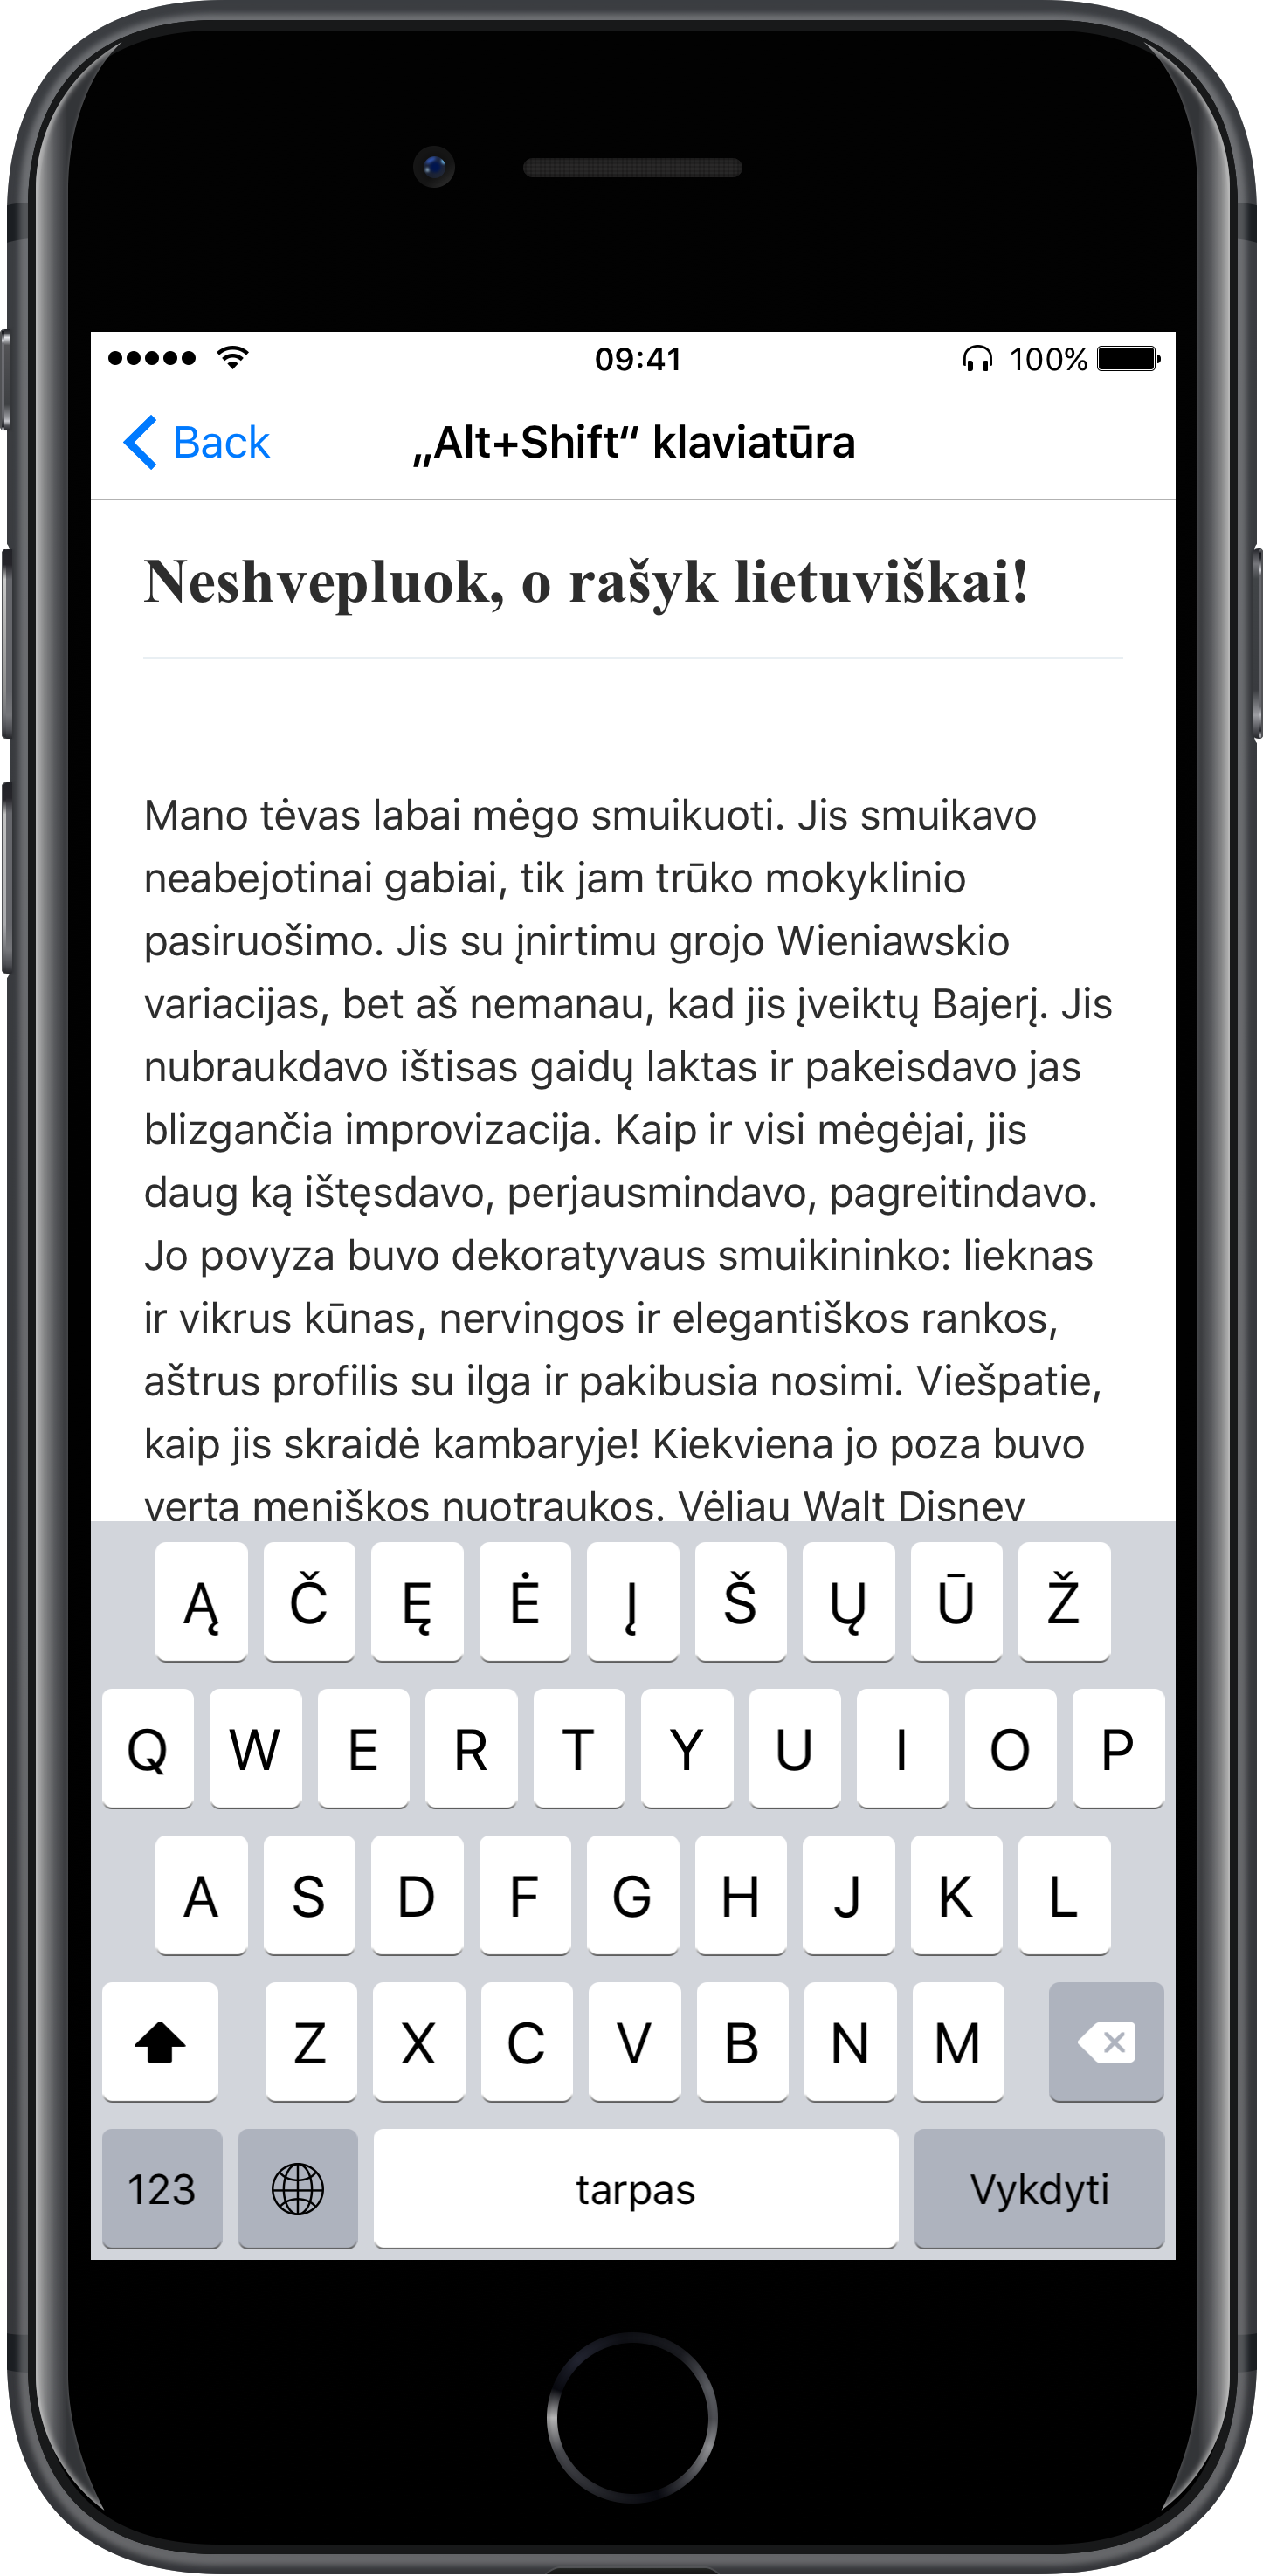 09:41 100%
Back „Alt+Shift“ klaviatūra
Neshvepluok, o rašyk lietuviškai!
Mano tėvas labai mėgo smuikuoti. Jis smuikavo
neabejotinai gabiai, tik jam trūko mokyklinio
pasiruošimo. Jis su įnirtimu grojo Wieniawskio
variacijas, bet aš nemanau, kad jis įveiktų Bajerį. Jis
nubraukdavo ištisas gaidų laktas ir pakeisdavo jas
blizgančia improvizacija. Kaip ir visi mėgėjai, jis
daug ką ištęsdavo, perjausmindavo, pagreitindavo.
Jo povyza buvo dekoratyvaus smuikininko: lieknas
ir vikrus kūnas, nervingos ir elegantiškos rankos,
aštrus profilis su ilga ir pakibusia nosimi. Viešpatie,
kaip jis skraidė kambaryje! Kiekviena jo poza buvo
verta meniškos nuotraukos. Vėliau Walt Disney
Ą Č Ę Ė Į Š Ų Ū Ž
Q W E R T Y U I O P
A S D F G H J K L
Z X C V B N M
123 tarpas Vykdyti